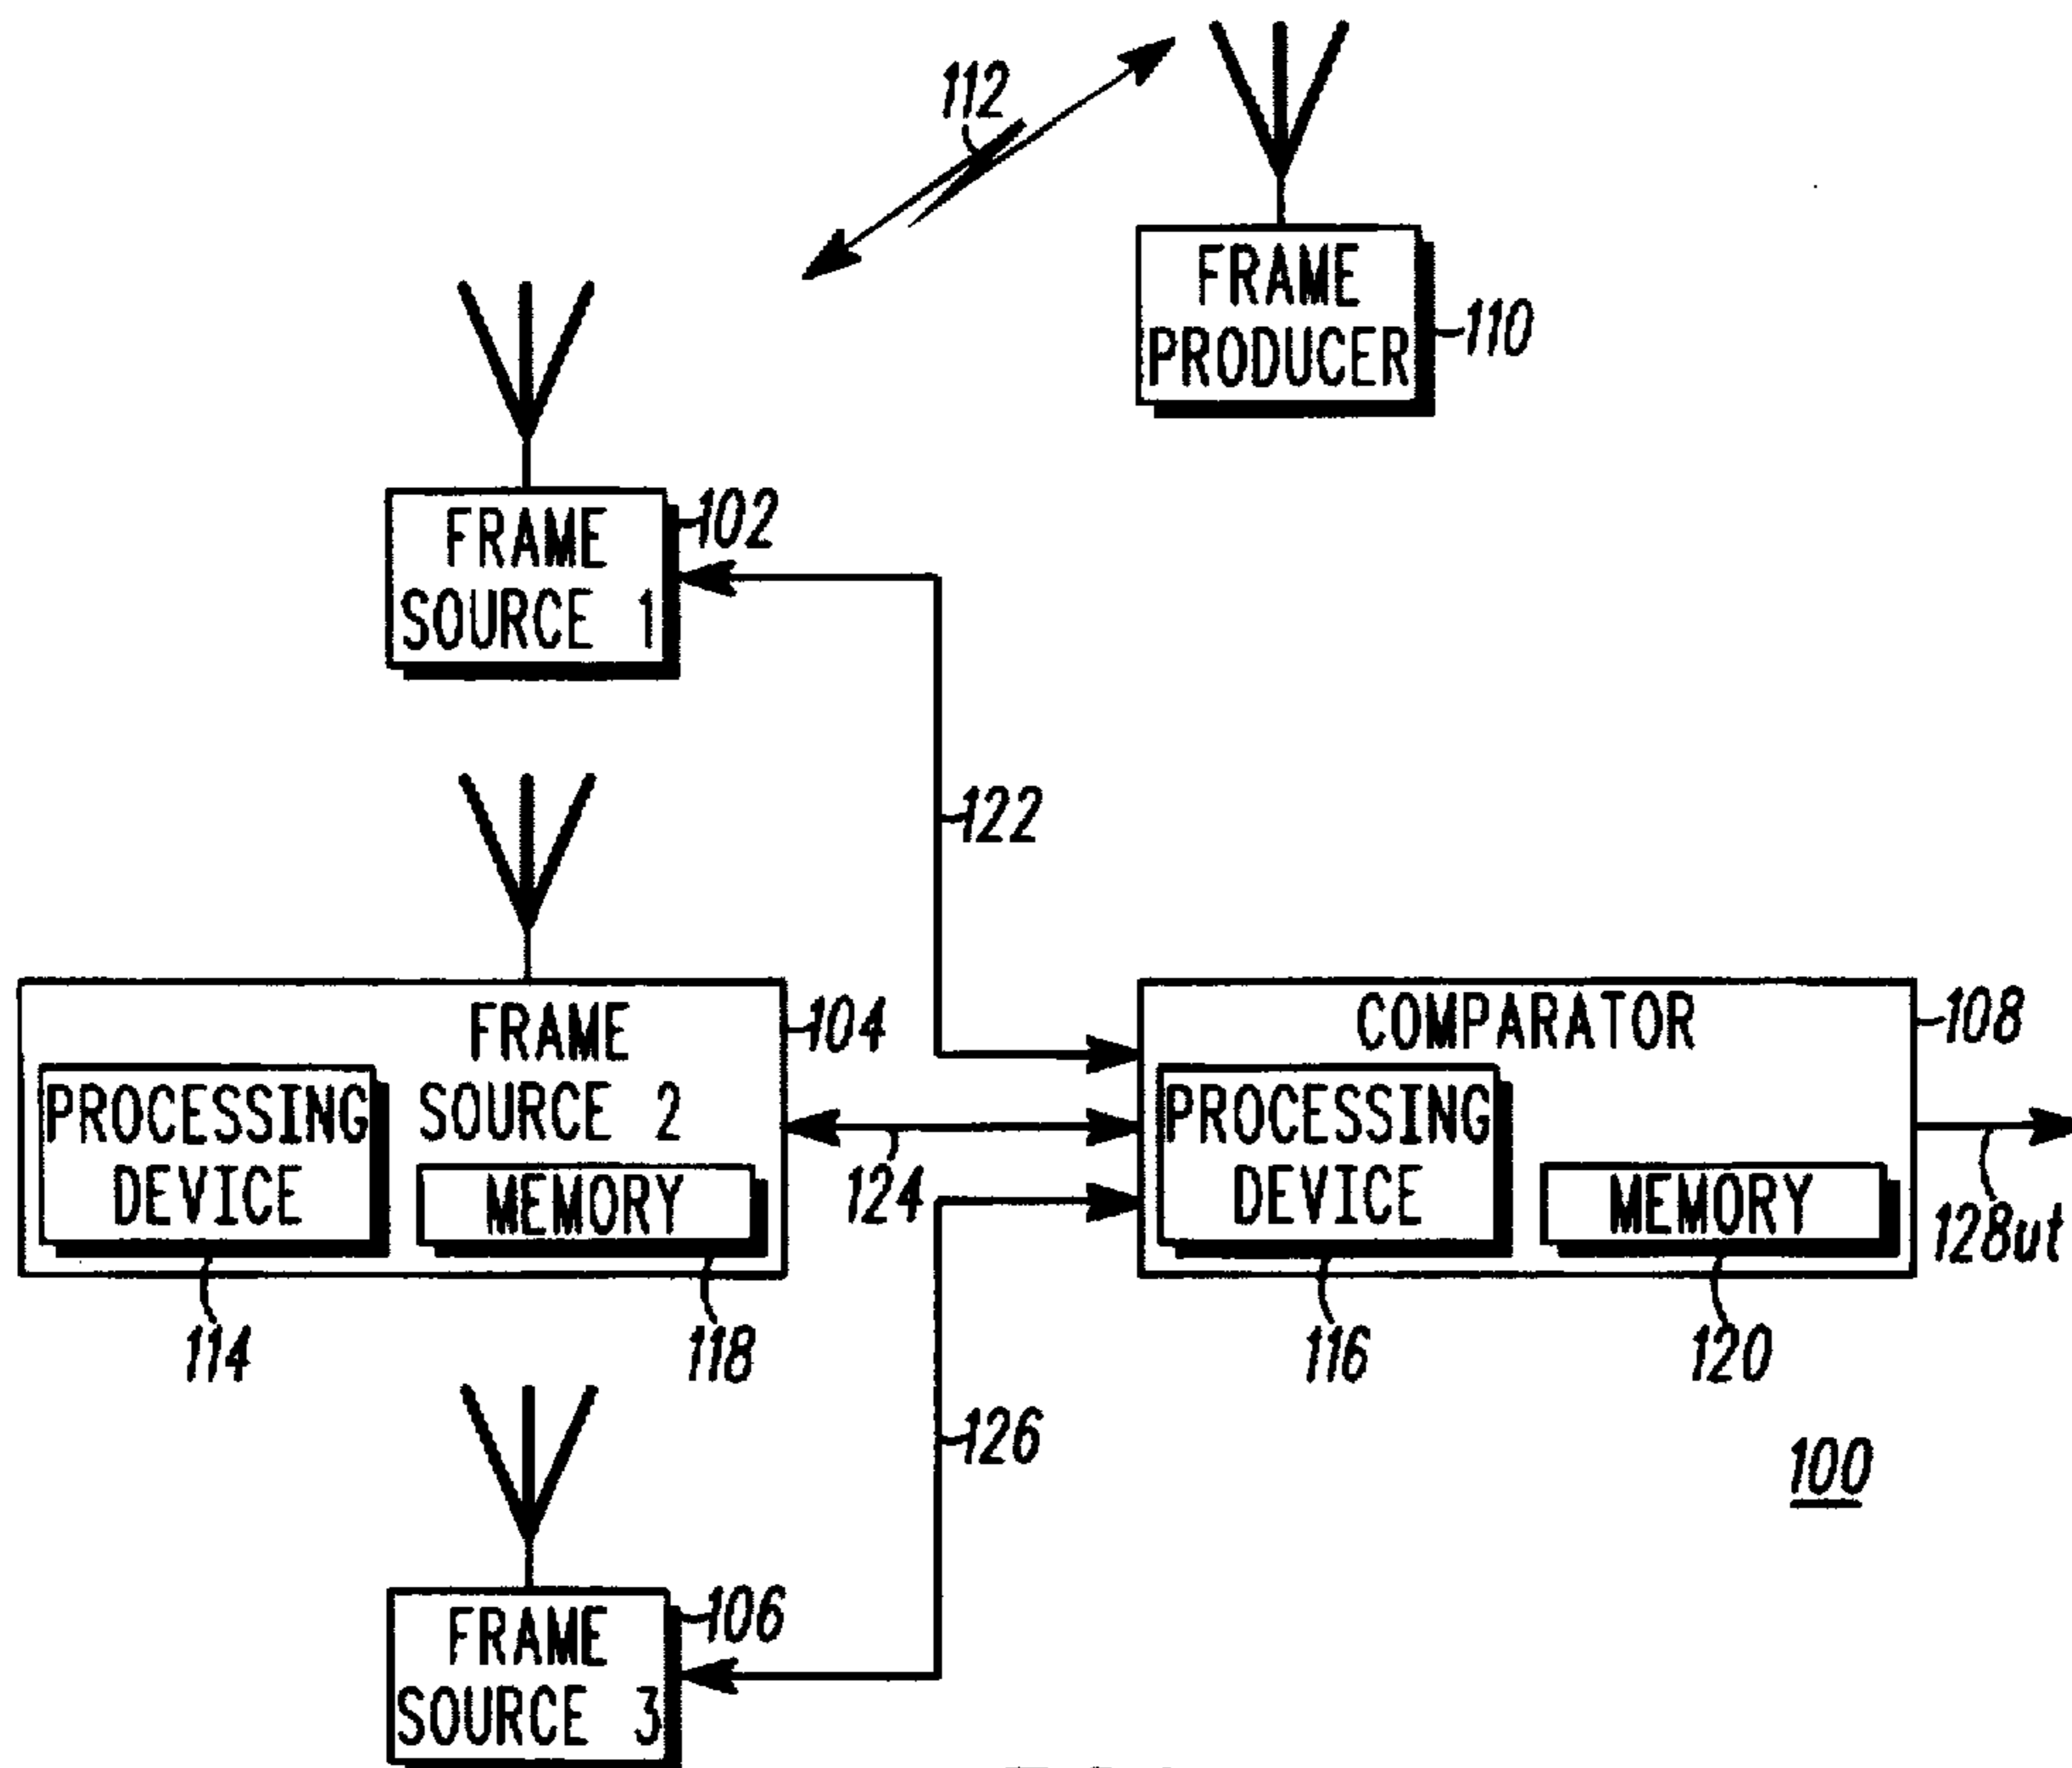 112
FRAME
PRODUCER
110
FRAME
SOURCE 1
102
122
FRAME
SOURCE 2
104
PROCESSING
DEVICE
MEMORY
114
118
124
COMPARATOR
108
PROCESSING
DEVICE
MEMORY
116
120
128ut
126
100
FRAME
SOURCE 3
106